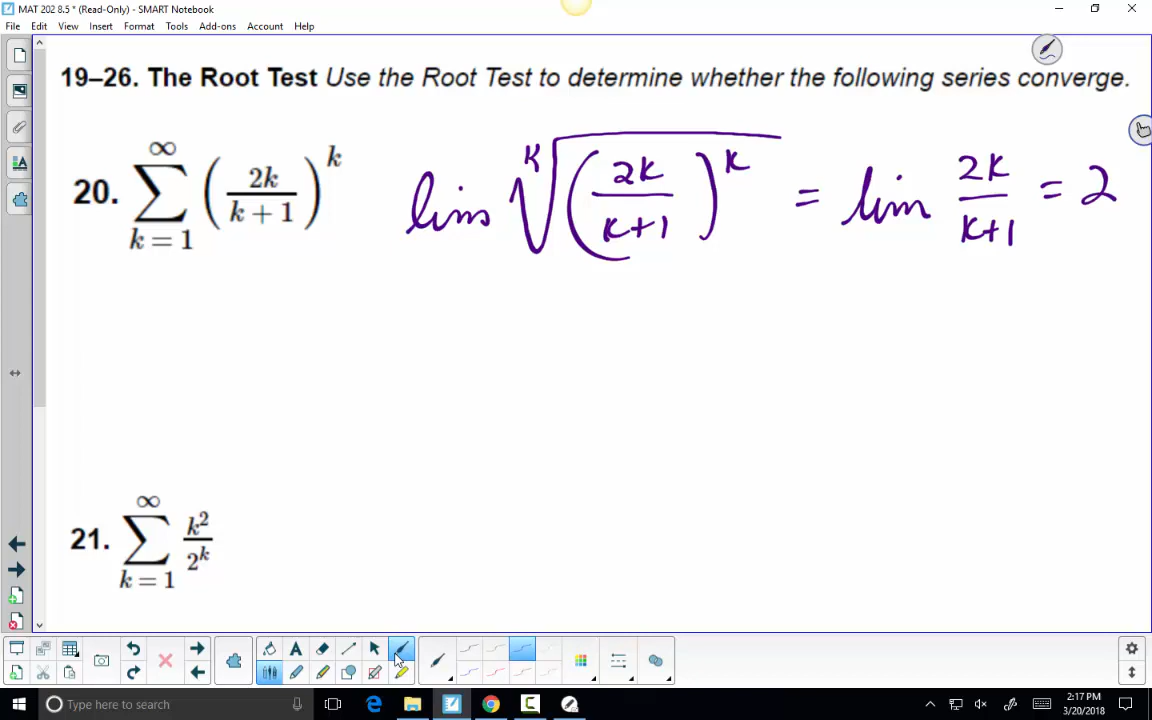 MAT 202 8.5 * (Read-Only) - SMART Notebook
File Edit View Insert Format Tools Add-ons Account Help
19–26. The Root Test Use the Root Test to determine whether the following series converge.
20. ∑_{k=1}^{∞} (2k/(k+1))^k lim ᵏ√((2k/(k+1))^k) = lim 2k/(k+1) = 2
21. ∑_{k=1}^{∞} k²/2^k
Type here to search
2:17 PM
3/20/2018